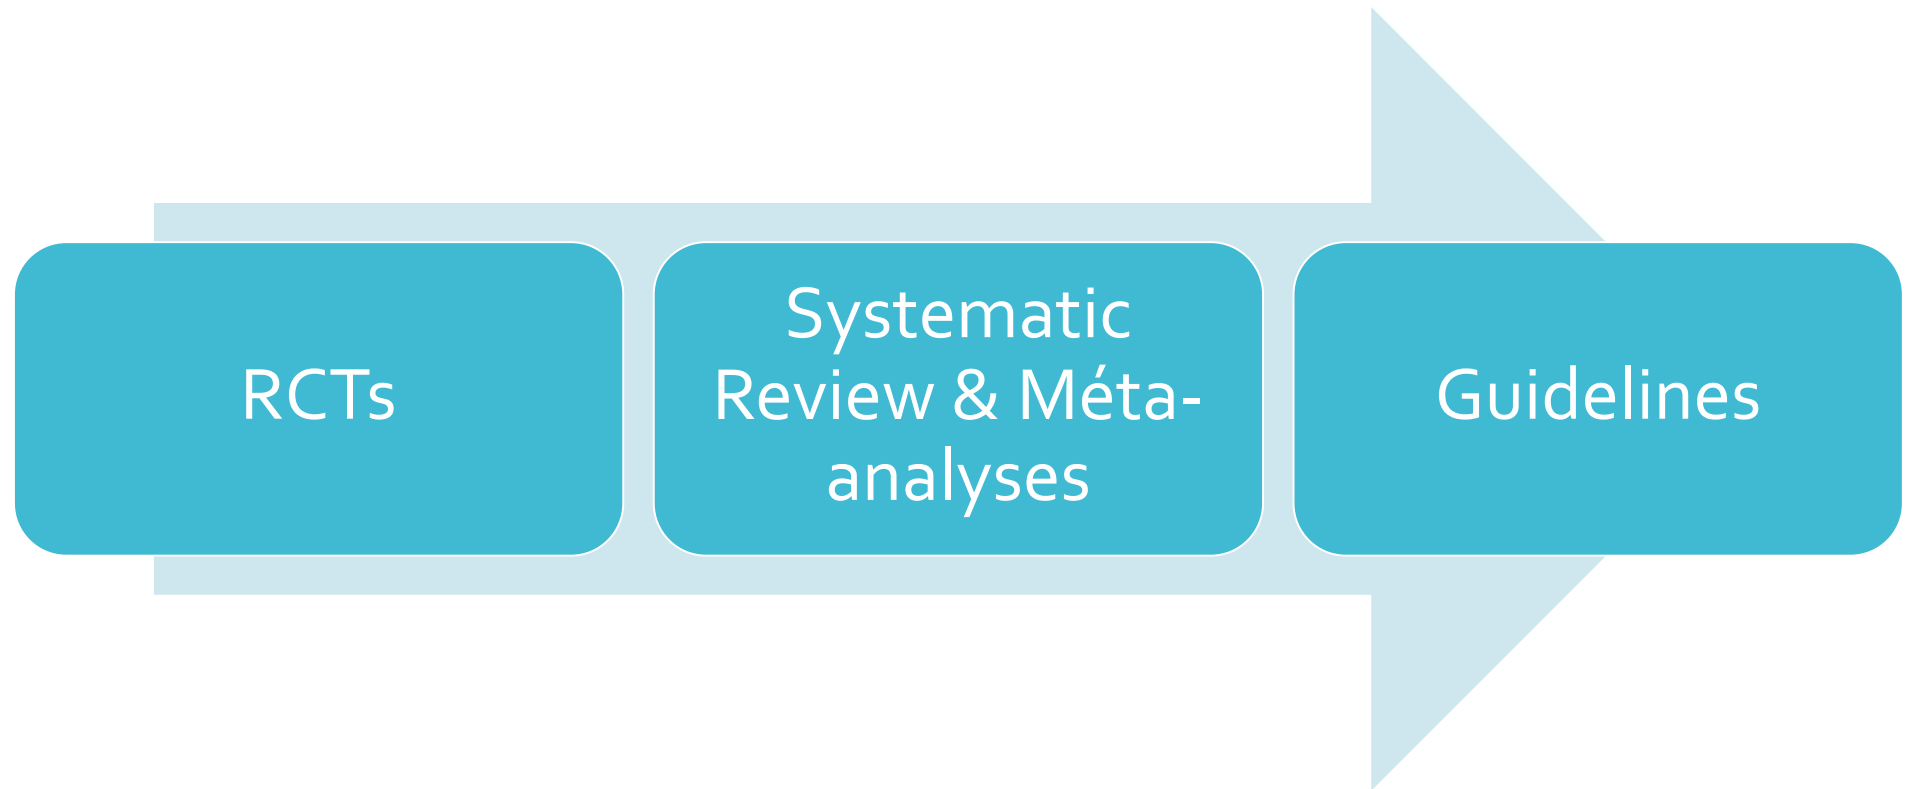 RCTs
Systematic
Review & Méta-
analyses
Guidelines